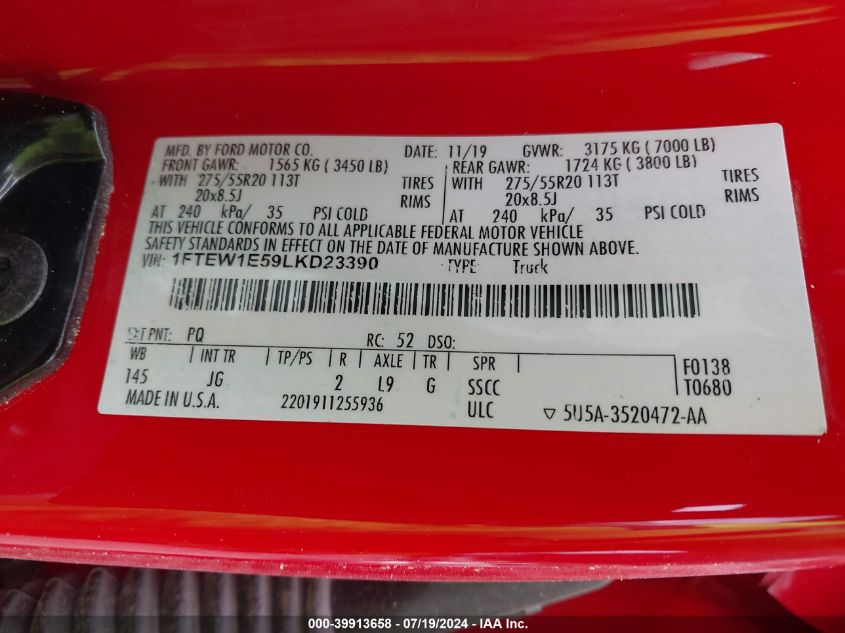 MFD. BY FORD MOTOR CO. DATE: 11/19 GVWR: 3175 KG ( 7000 LB)
FRONT GAWR: 1565 KG ( 3450 LB) REAR GAWR: 1724 KG ( 3800 LB)
WITH 275/55R20 113T TIRES WITH 275/55R20 113T TIRES
20x8.5J RIMS 20x8.5J RIMS
AT 240 kPa/ 35 PSI COLD AT 240 kPa/ 35 PSI COLD
THIS VEHICLE CONFORMS TO ALL APPLICABLE FEDERAL MOTOR VEHICLE
SAFETY STANDARDS IN EFFECT ON THE DATE OF MANUFACTURE SHOWN ABOVE.
VIN: 1FTEW1E59LKD23390 TYPE: Truck
EXT PNT: PQ RC: 52 DSO:
WB INT TR TP/PS R AXLE TR SPR F0138
145 JG 2 L9 G SSCC T0680
MADE IN U.S.A. 2201911255936 ULC ▽ 5U5A-3520472-AA
000-39913658 - 07/19/2024 - IAA Inc.